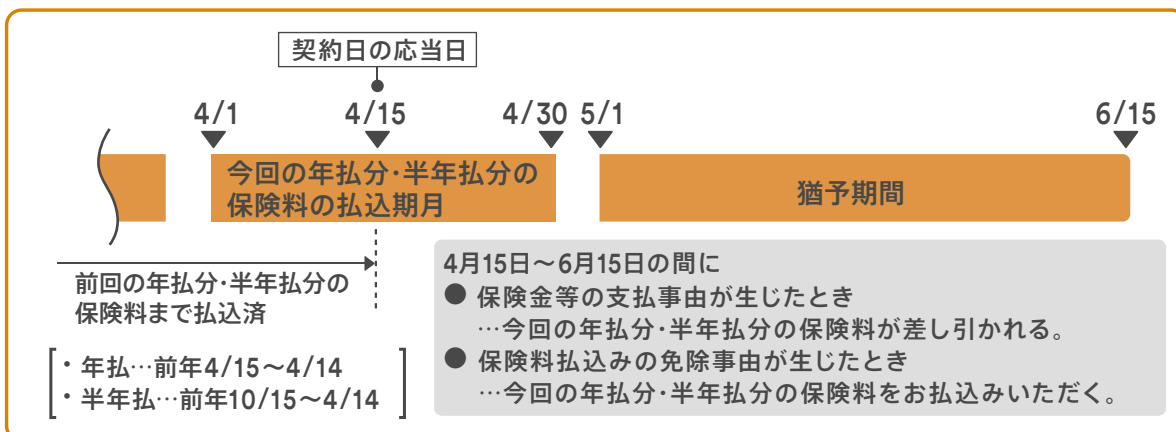 契約日の応当日
4/1
4/15
4/30
5/1
6/15
今回の年払分・半年払分の
保険料の払込期月
猶予期間
前回の年払分・半年払分の
保険料まで払込済
・年払…前年4/15〜4/14
・半年払…前年10/15〜4/14
4月15日〜6月15日の間に
● 保険金等の支払事由が生じたとき
…今回の年払分・半年払分の保険料が差し引かれる。
● 保険料払込みの免除事由が生じたとき
…今回の年払分・半年払分の保険料をお払込みいただく。